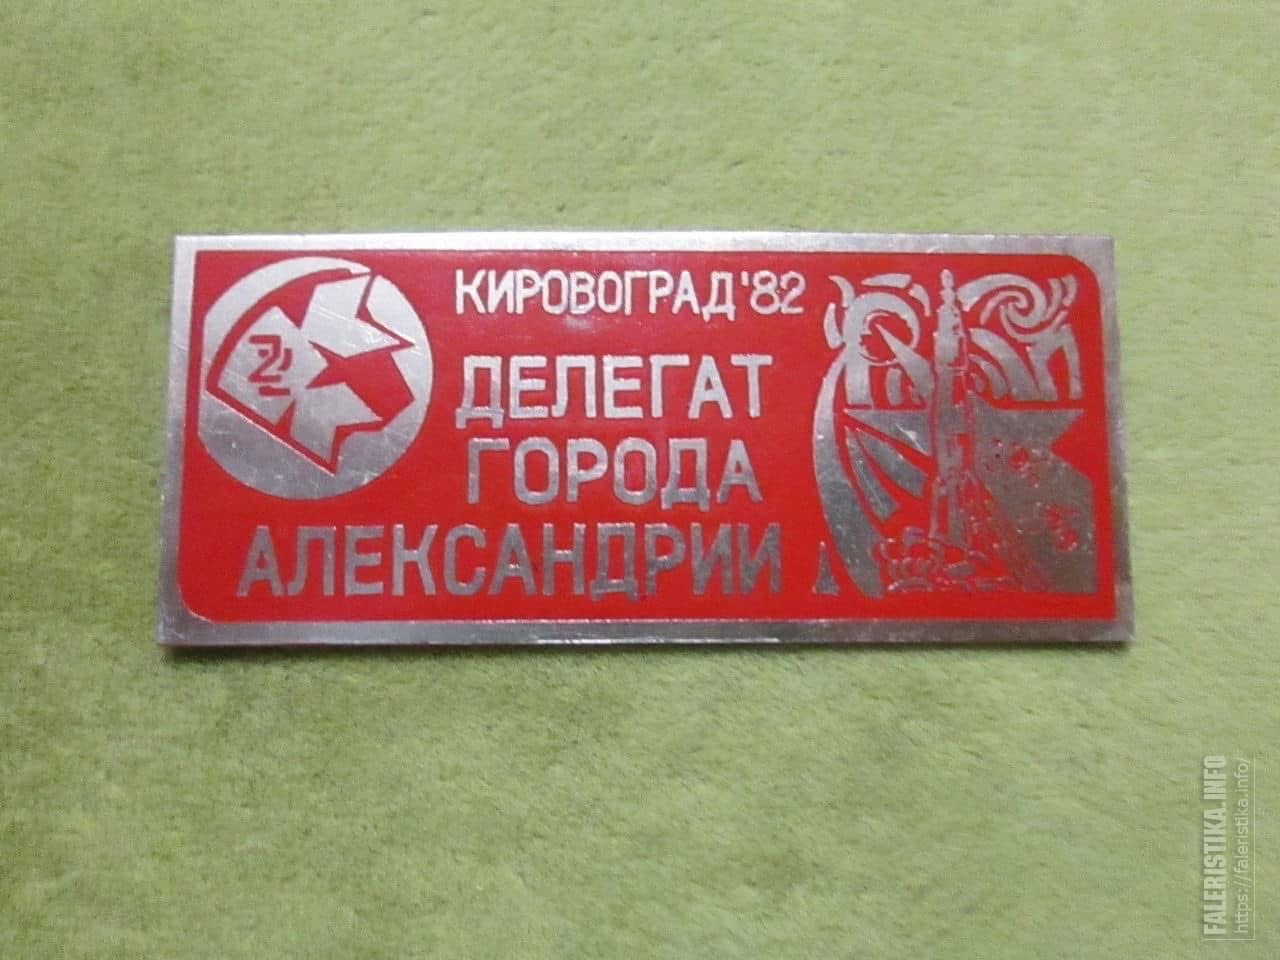 КИРОВОГРАД '82
ДЕЛЕГАТ
ГОРОДА
АЛЕКСАНДРИИ
FALERISTIKA.INFO
https://faleristika.info/